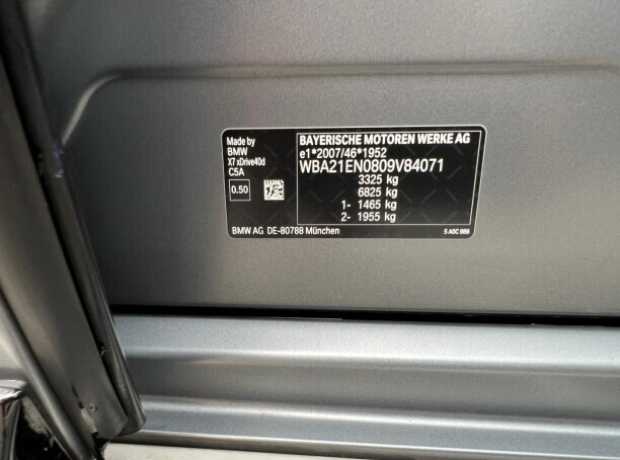 Made by
BMW
X7 xDrive40d
C5A
0.50
BAYERISCHE MOTOREN WERKE AG
e1*2007/46*1952
WBA21EN0809V84071
3325 kg
6825 kg
1- 1465 kg
2- 1955 kg
BMW AG DE-80788 München